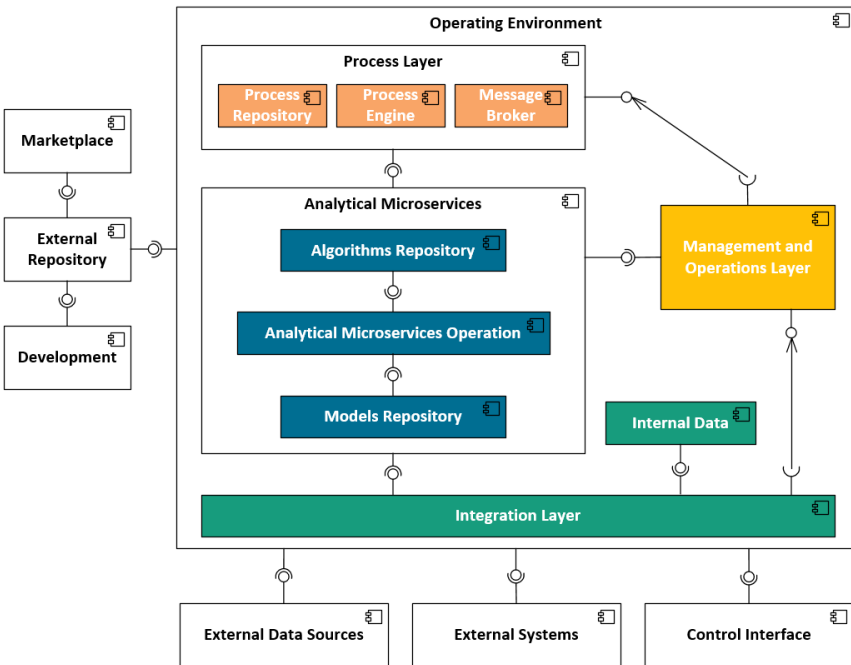 Operating Environment
Process Layer
Process
Repository
Process
Engine
Message
Broker
Marketplace
Analytical Microservices
External
Repository
Algorithms Repository
Management and
Operations Layer
Analytical Microservices Operation
Development
Models Repository
Internal Data
Integration Layer
External Data Sources
External Systems
Control Interface